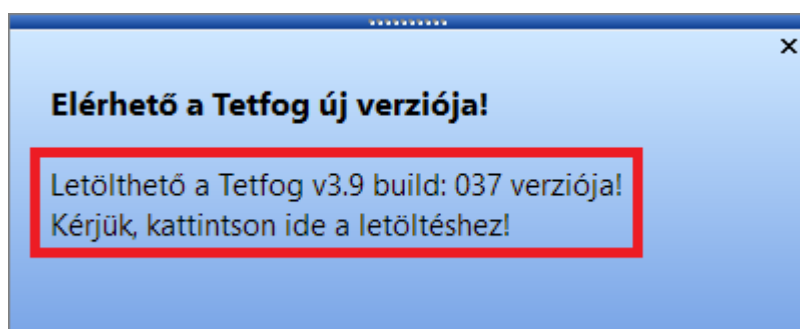 Elérhető a Tetfog új verziója!
Letölthető a Tetfog v3.9 build: 037 verziója!
Kérjük, kattintson ide a letöltéshez!